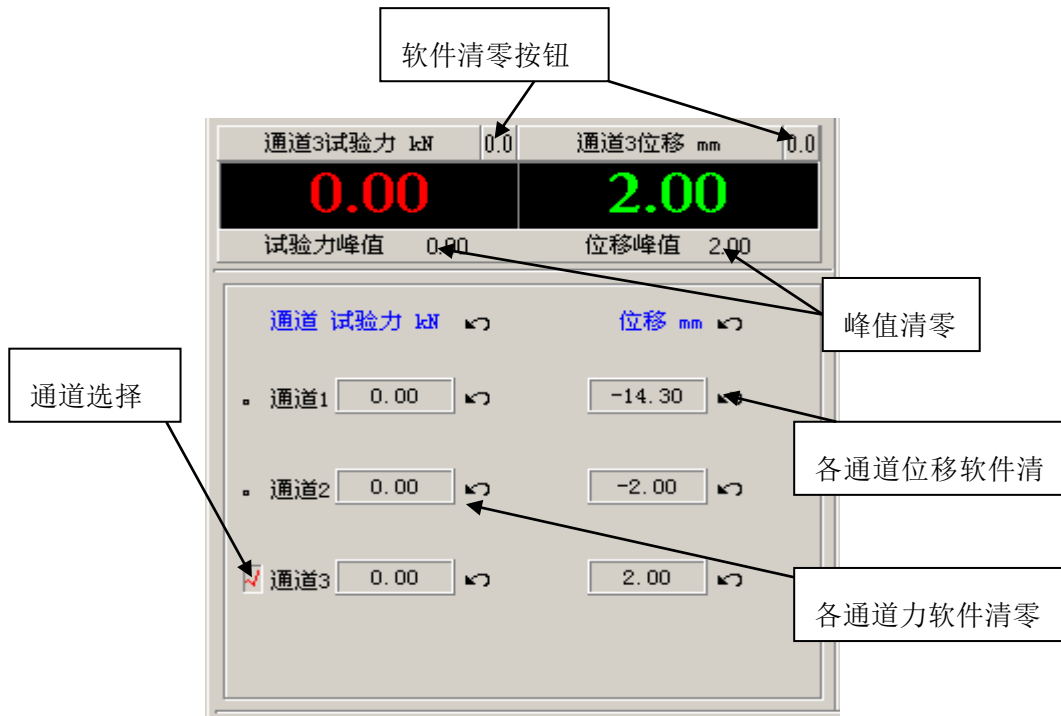 软件清零按钮
通道3试验力 kN 0.0 通道3位移 mm 0.0
0.00 2.00
试验力峰值 0.00 位移峰值 2.00
峰值清零
通道 试验力 kN 位移 mm
通道选择
通道1 0.00 -14.30
各通道位移软件清
通道2 0.00 -2.00
通道3 0.00 2.00
各通道力软件清零